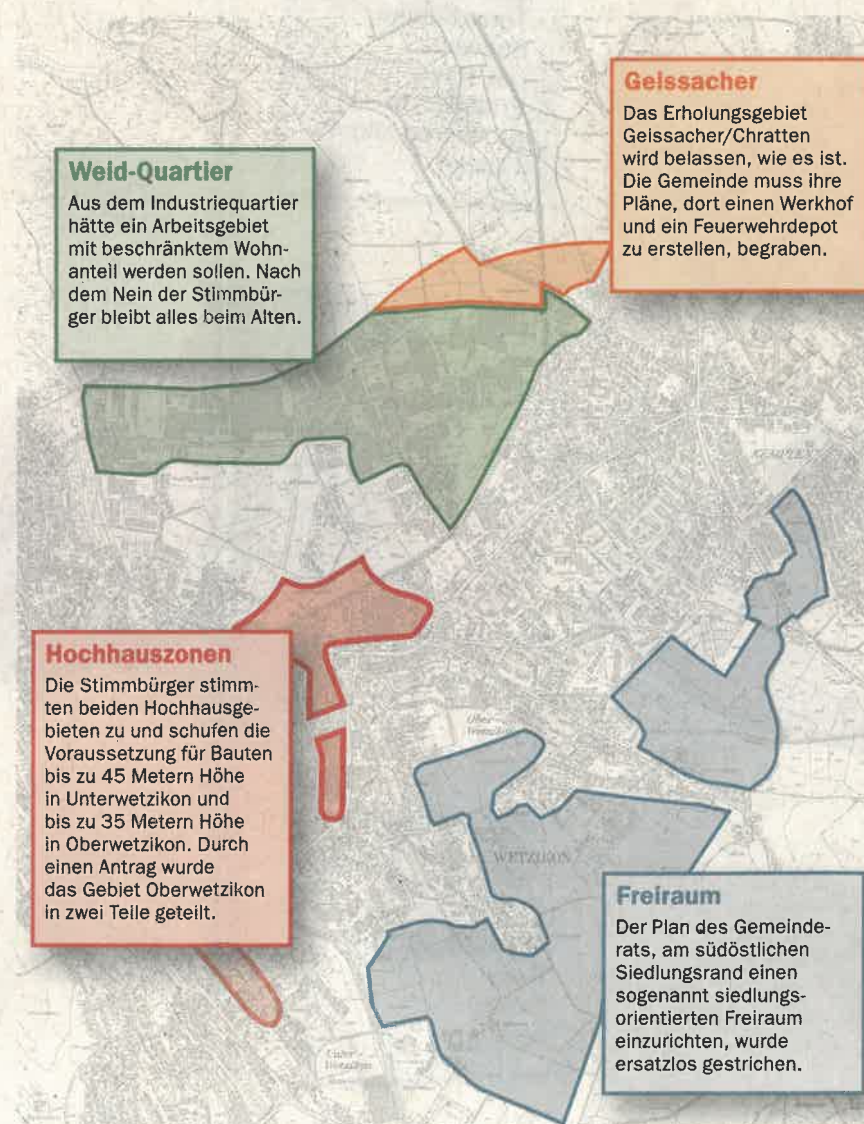 Geissacher
Das Erholungsgebiet
Geissacher/Chratten
wird belassen, wie es ist.
Die Gemeinde muss ihre
Pläne, dort einen Werkhof
und ein Feuerwehrdepot
zu erstellen, begraben.
Weid-Quartier
Aus dem Industriequartier
hätte ein Arbeitsgebiet
mit beschränktem Wohn-
anteil werden sollen. Nach
dem Nein der Stimmbür-
ger bleibt alles beim Alten.
KEMPTEN
Hochhauszonen
Die Stimmbürger stimm-
ten beiden Hochhausge-
bieten zu und schufen die
Voraussetzung für Bauten
bis zu 45 Metern Höhe
in Unterwetzikon und
bis zu 35 Metern Höhe
in Oberwetzikon. Durch
einen Antrag wurde
das Gebiet Oberwetzikon
in zwei Teile geteilt.
Ober-
WETZIKON
Freiraum
Der Plan des Gemeinde-
rats, am südöstlichen
Siedlungsrand einen
sogenannt siedlungs-
orientierten Freiraum
einzurichten, wurde
ersatzlos gestrichen.
Unter-